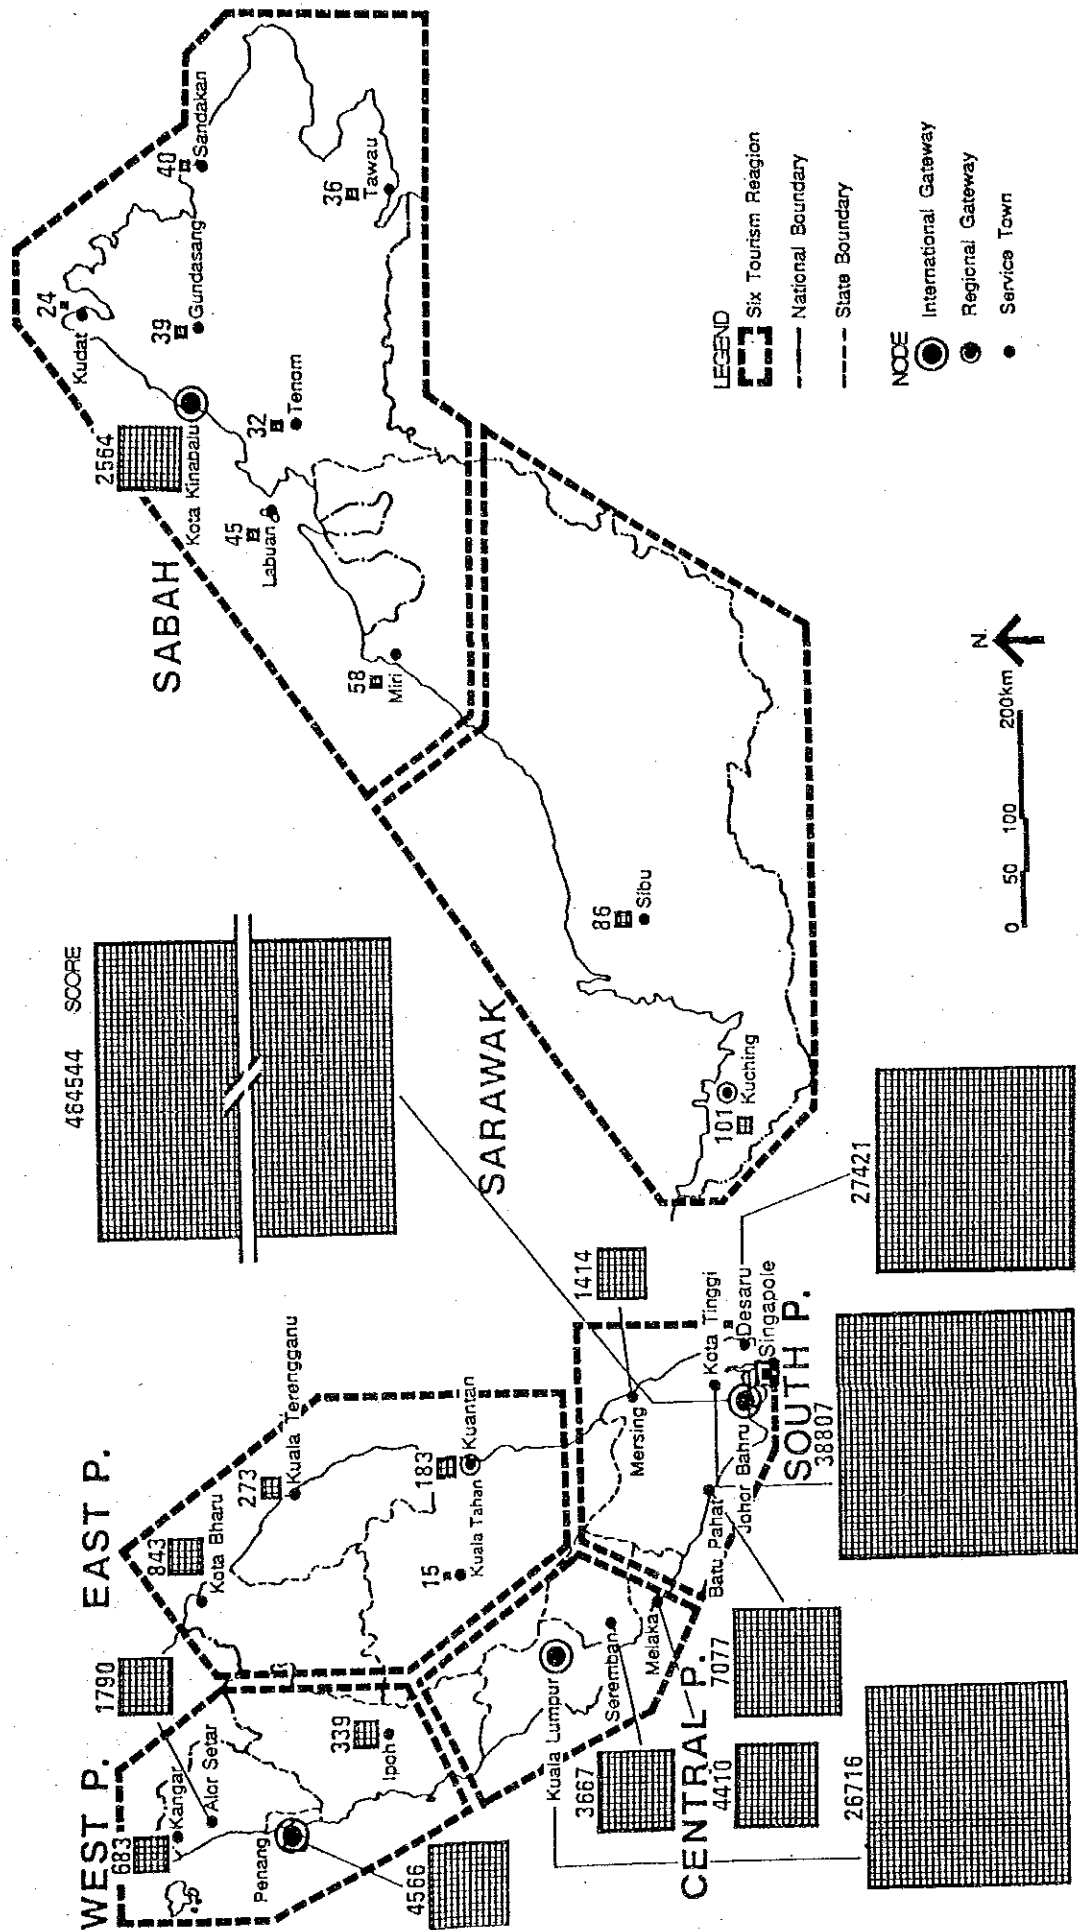 WEST P.
EAST P.
683
Kangar
Alor Setar
1790
Penang
4566
339
Ipoh
843
Kota Bharu
273
Kuala Terengganu
183
Kuantan
15
Kuala Tahan
CENTRAL P.
Kuala Lumpur
26716
Seremban
3667
Melaka
4410
SOUTH P.
Batu Pahat
7077
Johor Bahru
38807
Mersing
1414
Kota Tinggi
Desaru
27421
Singapole
464544 SCORE
SARAWAK
101
Kuching
86
Sibu
SABAH
58
Miri
45
Labuan
2564
Kota Kinabalu
32
Tenom
24
Kudat
39
Gundasang
40
Sandakan
36
Tawau
LEGEND
Six Tourism Reagion
National Boundary
State Boundary
NODE
International Gateway
Regional Gateway
Service Town
N.
0 50 100 200km